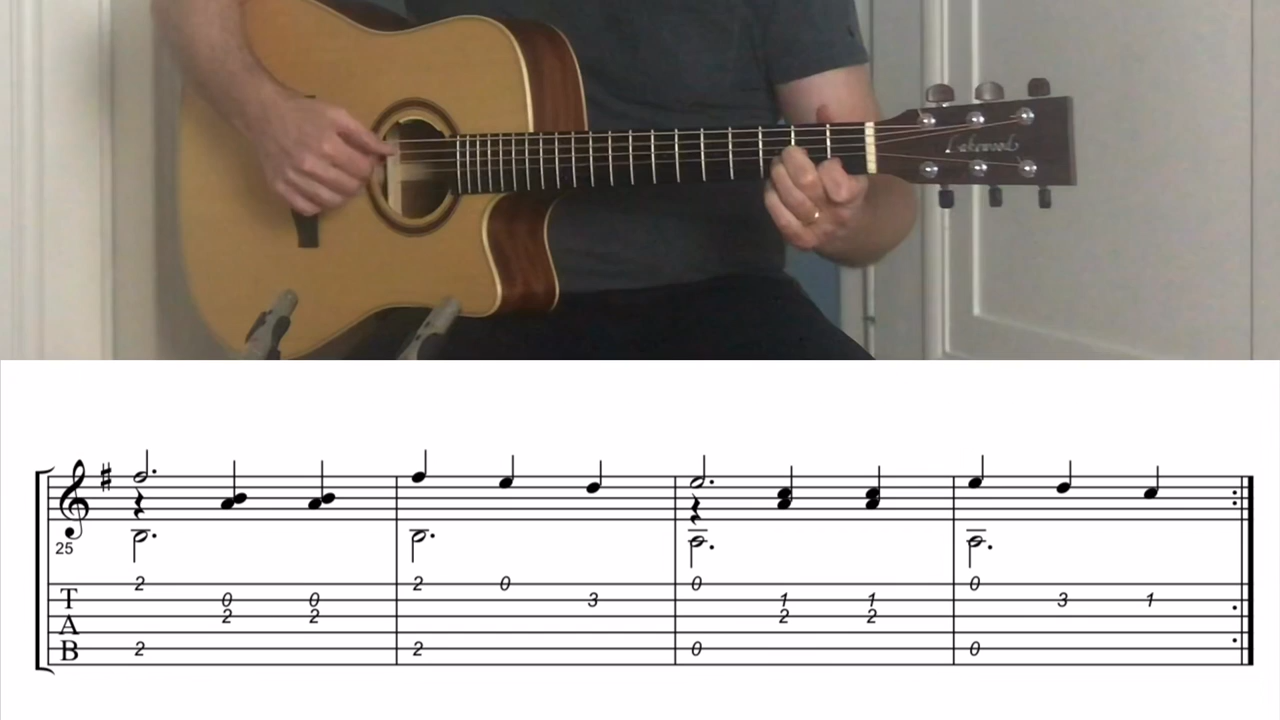 Lakewood
25
2 2 0 0 0
0 0 3 1 1 3 1
T 2 2 2 2
A
B 2 2 0 0